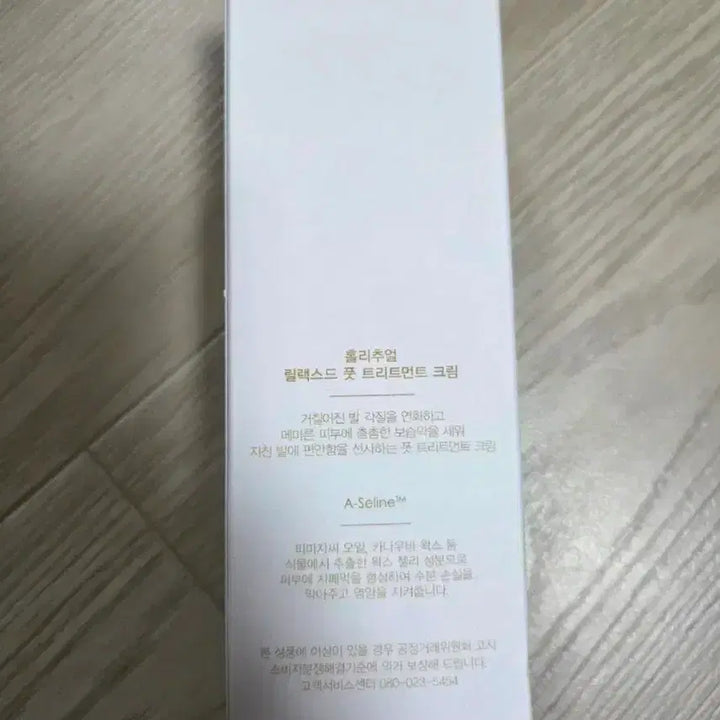 홀리추얼
릴랙스드 풋 트리트먼트 크림
거칠어진 발 각질을 연화하고
메마른 피부에 촘촘한 보습막을 세워
지친 발에 편안함을 선사하는 풋 트리트먼트 크림
A-Seline™
피마자씨 오일, 카나우바 왁스 등
식물에서 추출한 왁스 젤리 성분으로
피부에 차폐막을 형성하여 수분 손실을
막아주고 영양을 지켜줍니다.
본 상품에 이상이 있을 경우 공정거래위원회 고시
소비자분쟁해결기준에 의거 보상해 드립니다.
고객서비스센터 080-023-5454